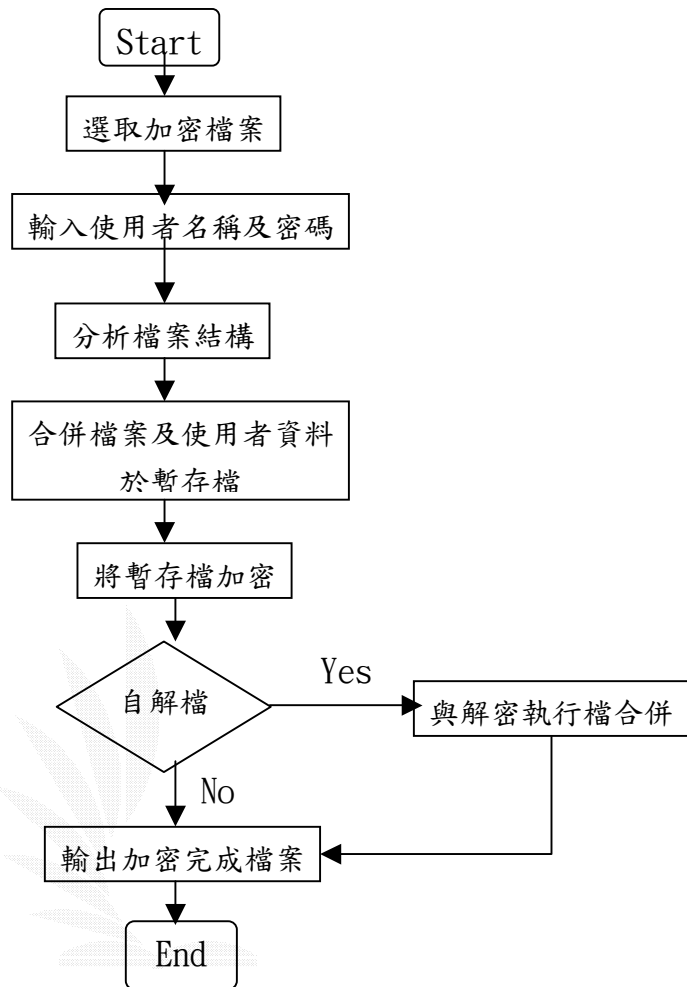 Start
選取加密檔案
輸入使用者名稱及密碼
分析檔案結構
合併檔案及使用者資料
於暫存檔
將暫存檔加密
自解檔
Yes
與解密執行檔合併
No
輸出加密完成檔案
End